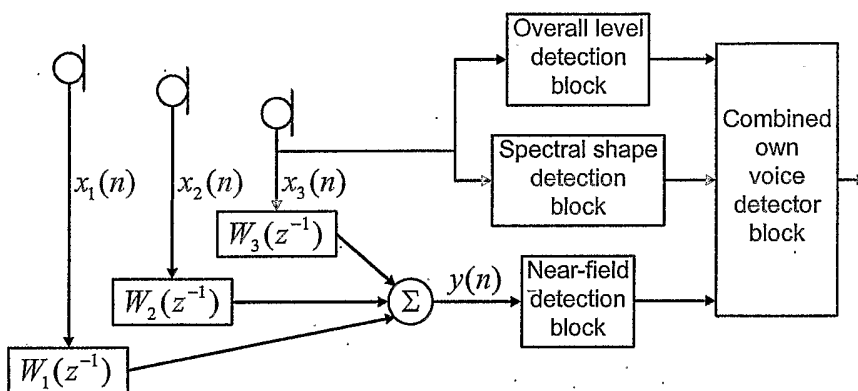 Overall level
detection
block
Spectral shape
detection
block
Combined
own
voice
detector
block
x₁(n)
x₂(n)
x₃(n)
W₃(z⁻¹)
W₂(z⁻¹)
W₁(z⁻¹)
Σ
y(n)
Near-field
detection
block